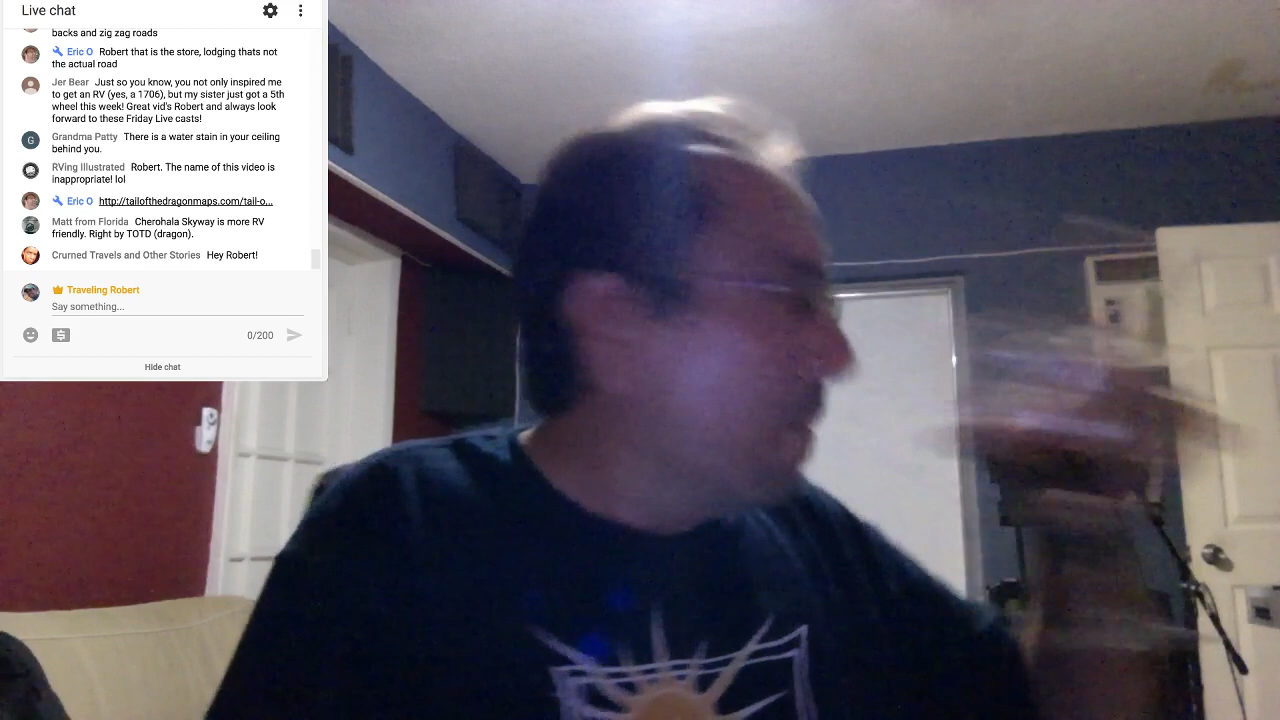 Live chat
backs and zig zag roads
Eric O Robert that is the store, lodging thats not
the actual road
Jer Bear Just so you know, you not only inspired me
to get an RV (yes, a 1706), but my sister just got a 5th
wheel this week! Great vid's Robert and always look
forward to these Friday Live casts!
G
Grandma Patty There is a water stain in your ceiling
behind you.
RVing Illustrated Robert. The name of this video is
inappropriate! lol
Eric O http://tailofthedragonmaps.com/tail-o...
Matt from Florida Cherohala Skyway is more RV
friendly. Right by TOTD (dragon).
Crurned Travels and Other Stories Hey Robert!
Traveling Robert
Say something...
0/200
Hide chat